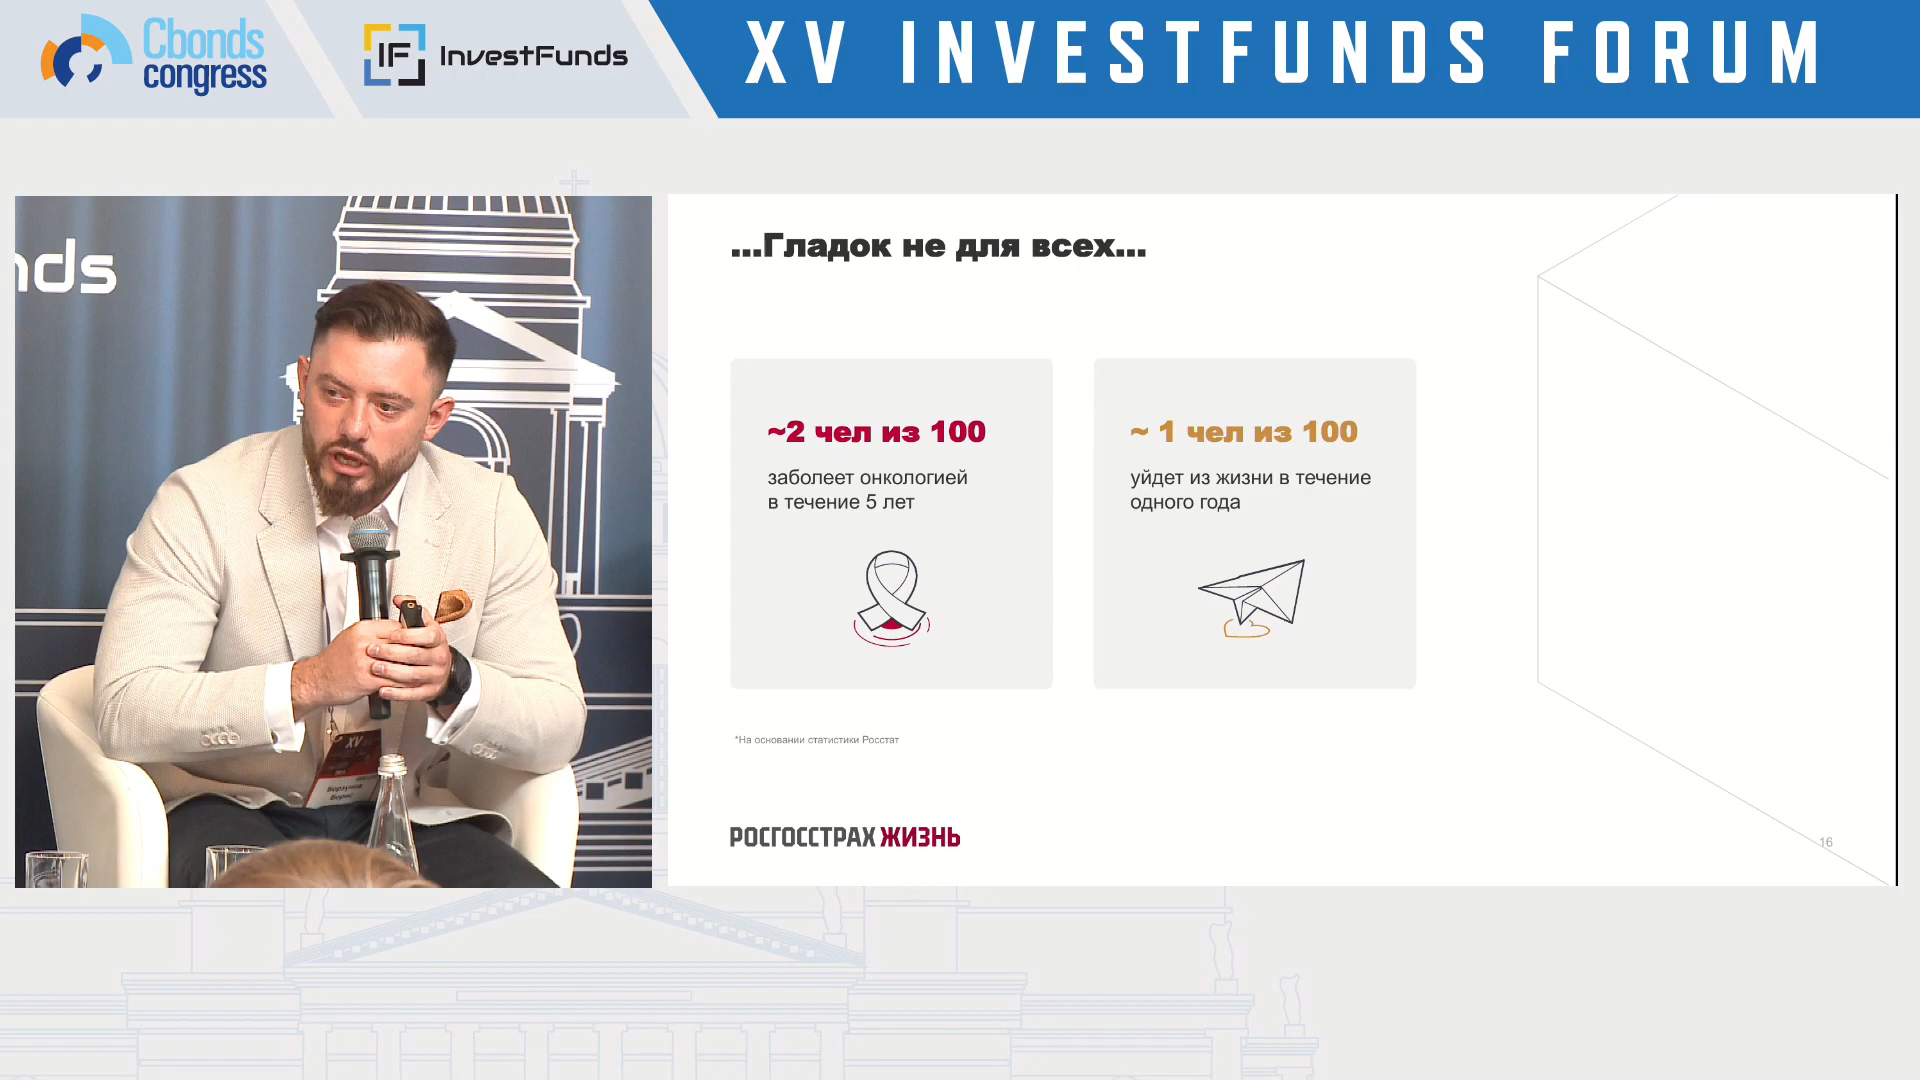 Cbonds
congress
IF InvestFunds
XV INVESTFUNDS FORUM
nds
XV
Борис
...Гладок не для всех...
~2 чел из 100
заболеет онкологией
в течение 5 лет
~ 1 чел из 100
уйдет из жизни в течение
одного года
*На основании статистики Росстат
РОСГОССТРАХ ЖИЗНЬ
16